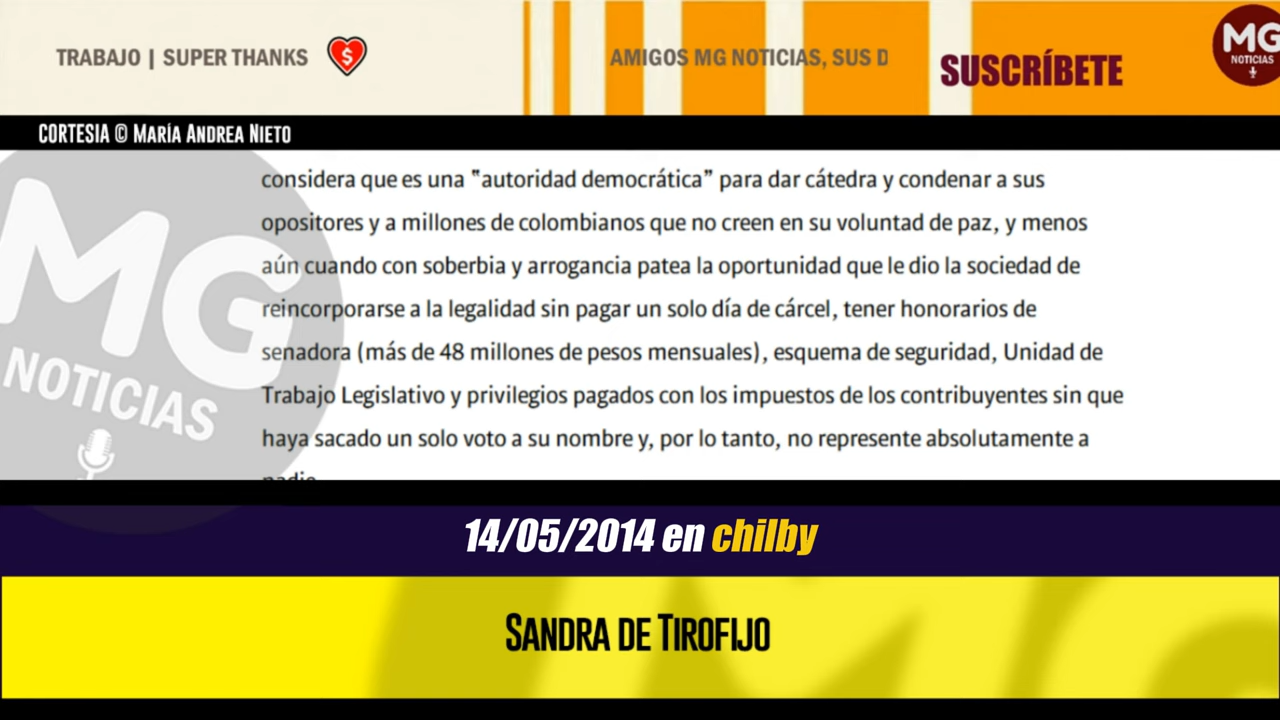 TRABAJO | SUPER THANKS
$
AMIGOS MG NOTICIAS, SUS D
SUSCRÍBETE
MG
NOTICIAS
CORTESIA © MARÍA ANDREA NIETO
considera que es una "autoridad democrática” para dar cátedra y condenar a sus
opositores y a millones de colombianos que no creen en su voluntad de paz, y menos
aún cuando con soberbia y arrogancia patea la oportunidad que le dio la sociedad de
reincorporarse a la legalidad sin pagar un solo día de cárcel, tener honorarios de
senadora (más de 48 millones de pesos mensuales), esquema de seguridad, Unidad de
Trabajo Legislativo y privilegios pagados con los impuestos de los contribuyentes sin que
haya sacado un solo voto a su nombre y, por lo tanto, no represente absolutamente a
MG
NOTICIAS
14/05/2014 en chilby
SANDRA DE TIROFIJO